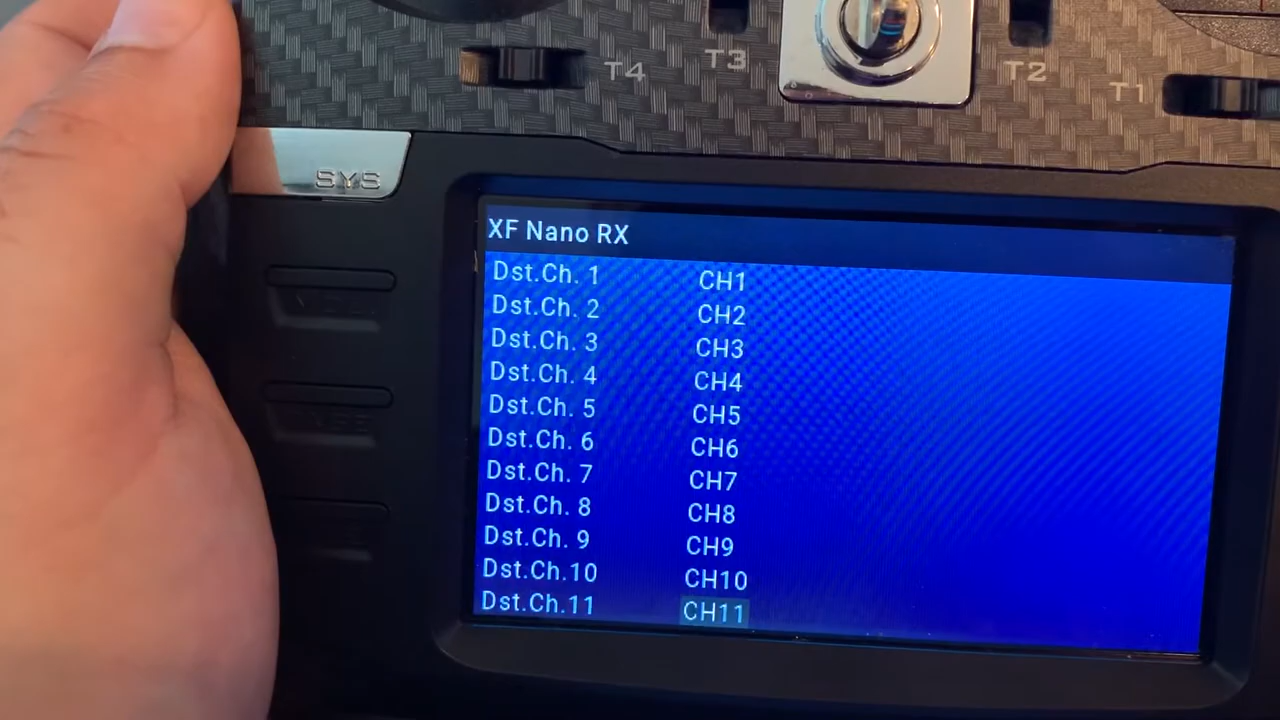 T4
T3
T2
T1
SYS
XF Nano RX
Dst.Ch. 1 CH1
Dst.Ch. 2 CH2
Dst.Ch. 3 CH3
Dst.Ch. 4 CH4
Dst.Ch. 5 CH5
Dst.Ch. 6 CH6
Dst.Ch. 7 CH7
Dst.Ch. 8 CH8
Dst.Ch. 9 CH9
Dst.Ch.10 CH10
Dst.Ch.11 CH11